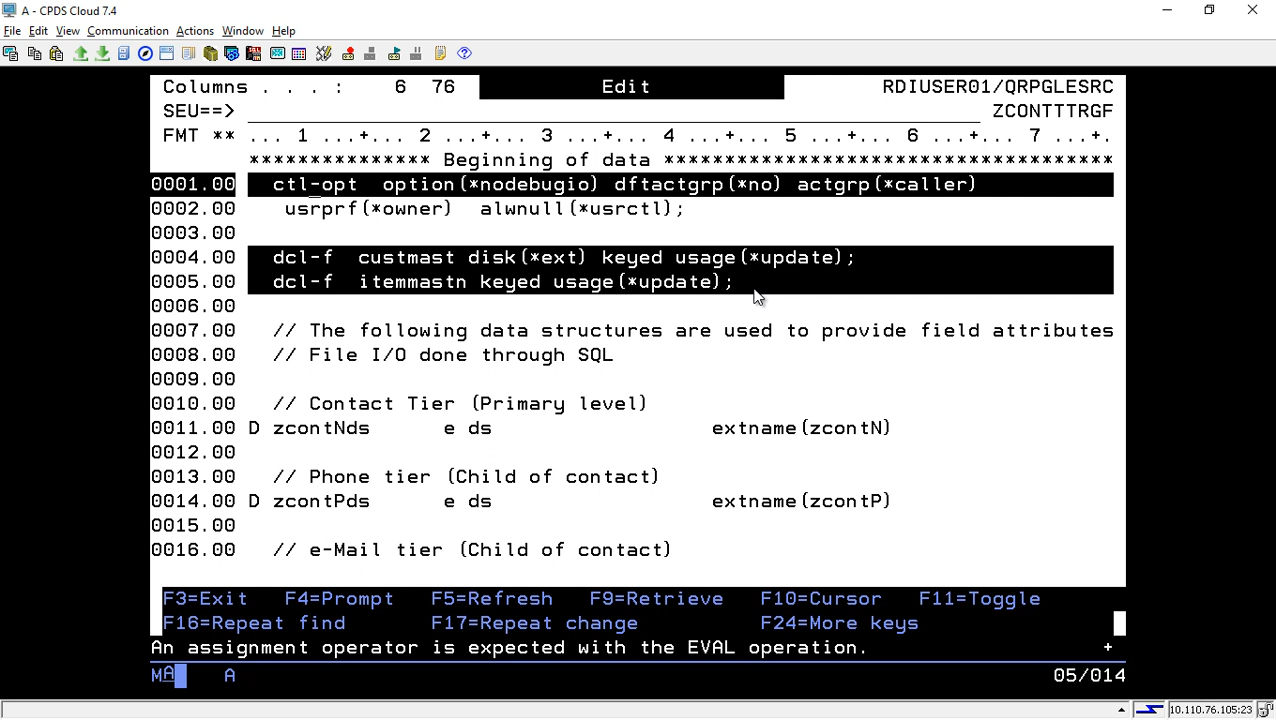 A - CPDS Cloud 7.4
File Edit View Communication Actions Window Help
Columns . . . : 6 76 Edit RDIUSER01/QRPGLESRC
SEU==> ZCONTTTRGF
FMT ** ... 1 ...+... 2 ...+... 3 ...+... 4 ...+... 5 ...+... 6 ...+... 7 ...+.
*************** Beginning of data *************************************
0001.00 ctl-opt option(*nodebugio) dftactgrp(*no) actgrp(*caller)
0002.00 usrprf(*owner) alwnull(*usrctl);
0003.00
0004.00 dcl-f custmast disk(*ext) keyed usage(*update);
0005.00 dcl-f itemmastn keyed usage(*update);
0006.00
0007.00 // The following data structures are used to provide field attributes
0008.00 // File I/O done through SQL
0009.00
0010.00 // Contact Tier (Primary level)
0011.00 D zcontNds e ds extname(zcontN)
0012.00
0013.00 // Phone tier (Child of contact)
0014.00 D zcontPds e ds extname(zcontP)
0015.00
0016.00 // e-Mail tier (Child of contact)
F3=Exit F4=Prompt F5=Refresh F9=Retrieve F10=Cursor F11=Toggle
F16=Repeat find F17=Repeat change F24=More keys
An assignment operator is expected with the EVAL operation. +
MA A 05/014
10.110.76.105:23